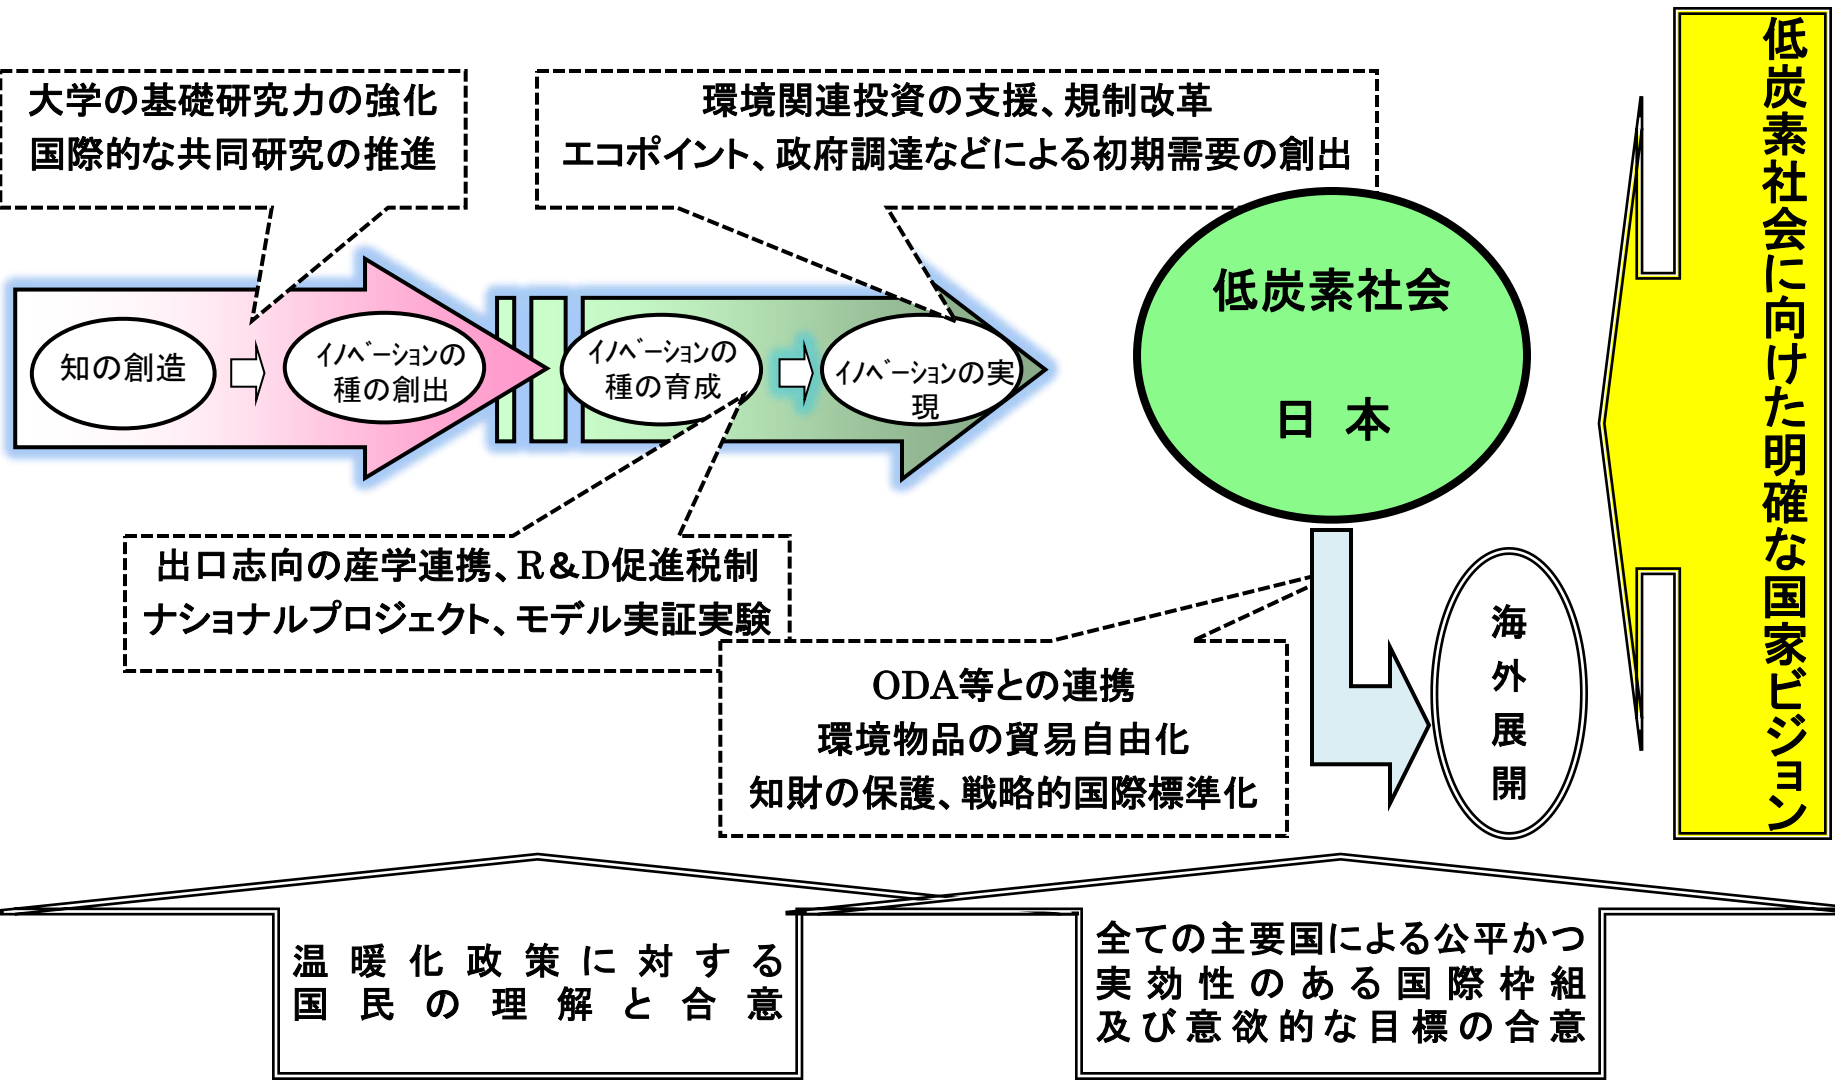 大学の基礎研究力の強化
国際的な共同研究の推進
環境関連投資の支援、規制改革
エコポイント、政府調達などによる初期需要の創出
知の創造
ｲﾉﾍﾞｰｼｮﾝの
種の創出
ｲﾉﾍﾞｰｼｮﾝの
種の育成
ｲﾉﾍﾞｰｼｮﾝの実
現
低炭素社会
日 本
出口志向の産学連携、R&D促進税制
ナショナルプロジェクト、モデル実証実験
ODA等との連携
環境物品の貿易自由化
知財の保護、戦略的国際標準化
海
外
展
開
低炭素社会に向けた明確な国家ビジョン
温暖化政策に対する
国民の理解と合意
全ての主要国による公平かつ
実効性のある国際枠組
及び意欲的な目標の合意